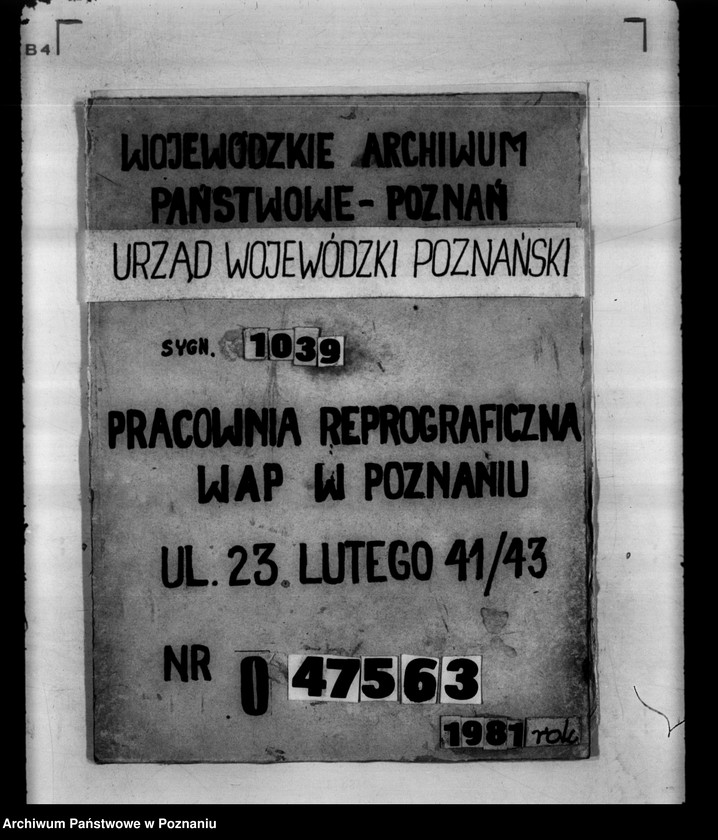 B4
WOJEWÓDZKIE ARCHIWUM
PAŃSTWOWE - POZNAŃ
URZĄD WOJEWÓDZKI POZNAŃSKI
SYGN. 1039
PRACOWNIA REPROGRAFICZNA
WAP W POZNANIU
UL. 23. LUTEGO 41/43
NR 0 47563
1981 rok
Archiwum Państwowe w Poznaniu